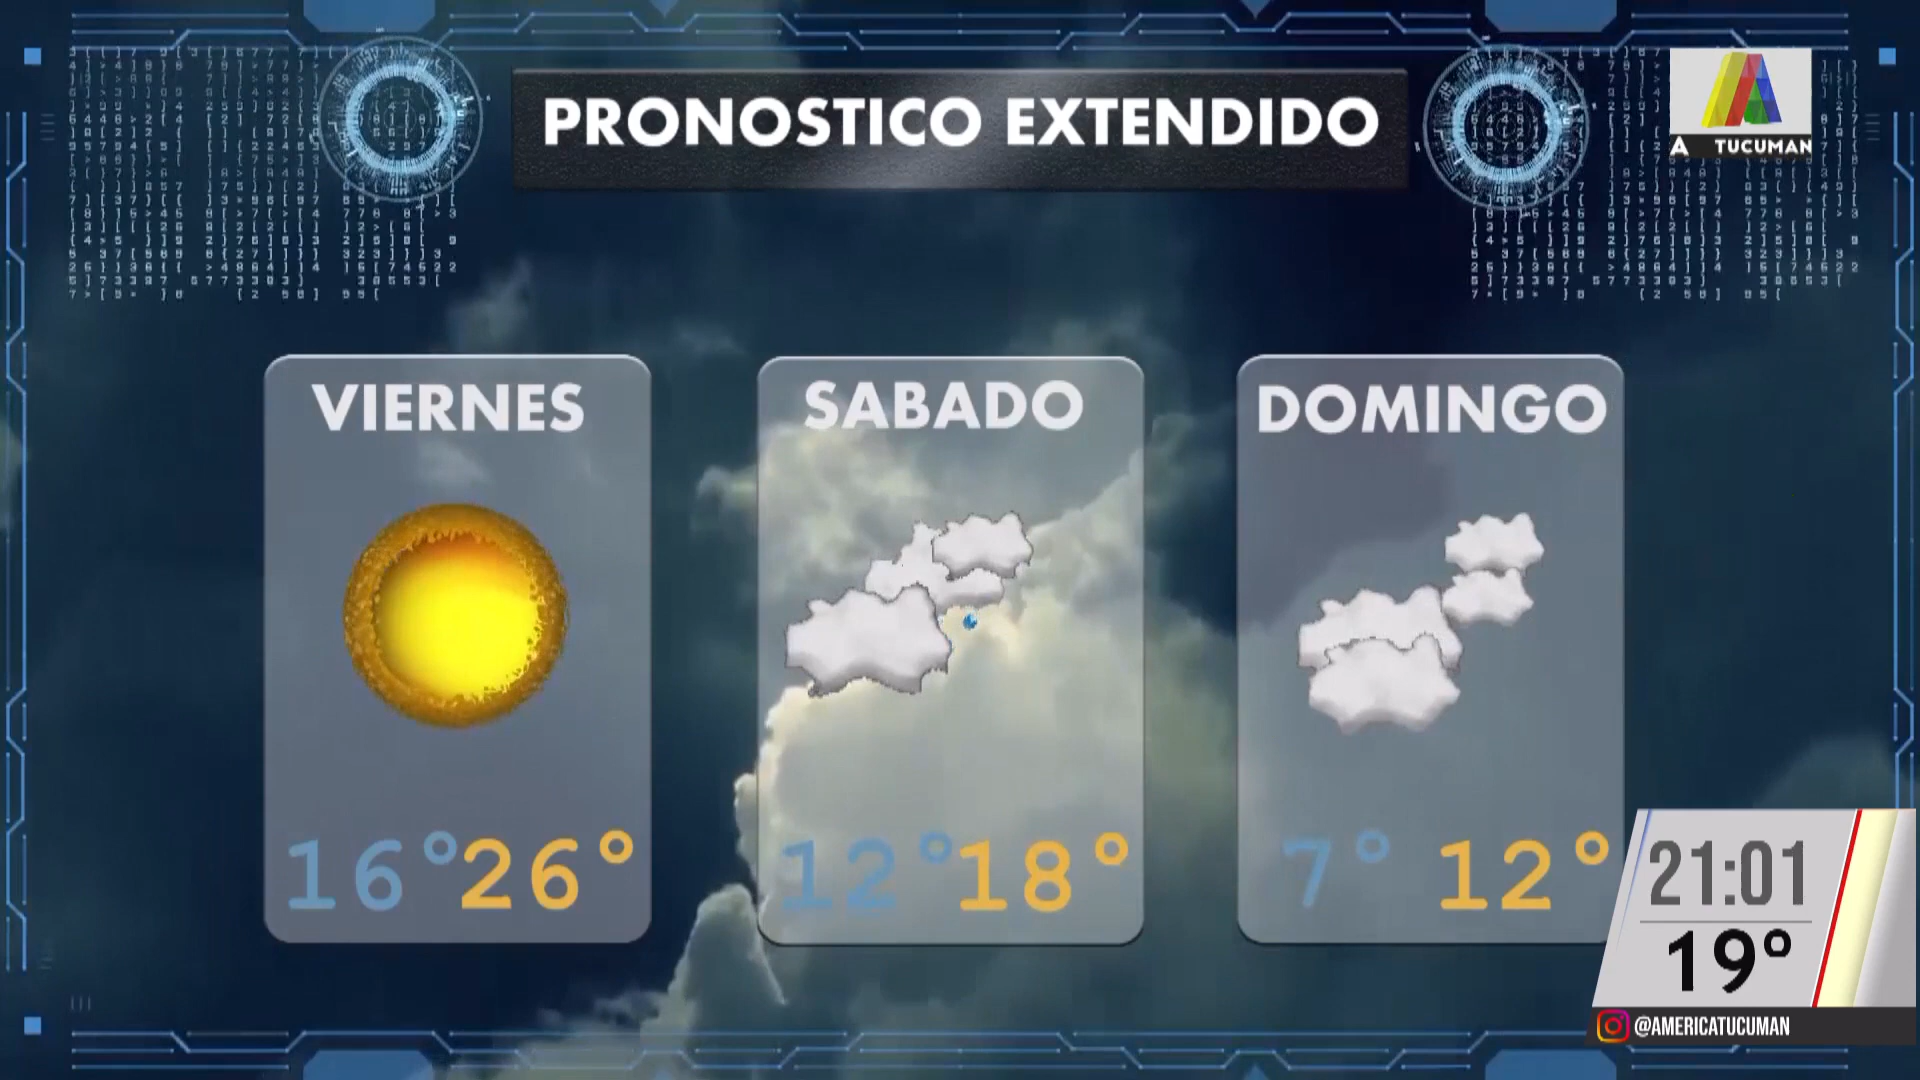 PRONOSTICO EXTENDIDO
A TUCUMAN
VIERNES
SABADO
DOMINGO
16° 26°
12° 18°
7° 12°
21:01
19°
@AMERICATUCUMAN